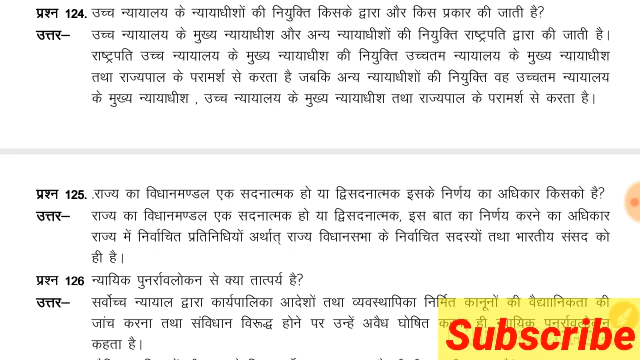 प्रश्न 124. उच्च न्यायालय के न्यायाधीशों की नियुक्ति किसके द्वारा और किस प्रकार की जाती है?
उत्तर– उच्च न्यायालय के मुख्य न्यायाधीश और अन्य न्यायाधीशों की नियुक्ति राष्ट्रपति द्वारा की जाती है।
राष्ट्रपति उच्च न्यायालय के मुख्य न्यायाधीश की नियुक्ति उच्चतम न्यायालय के मुख्य न्यायाधीश
तथा राज्यपाल के परामर्श से करता है जबकि अन्य न्यायाधीशों की नियुक्ति वह उच्चतम न्यायालय
के मुख्य न्यायाधीश , उच्च न्यायालय के मुख्य न्यायाधीश तथा राज्यपाल के परामर्श से करता है।
प्रश्न 125. .राज्य का विधानमण्डल एक सदनात्मक हो या द्विसदनात्मक इसके निर्णय का अधिकार किसको है?
उत्तर– राज्य का विधानमण्डल एक सदनात्मक हो या द्विसदनात्मक, इस बात का निर्णय करने का अधिकार
राज्य में निर्वाचित प्रतिनिधियों अर्थात् राज्य विधानसभा के निर्वाचित सदस्यों तथा भारतीय संसद को
ही है।
प्रश्न 126 न्यायिक पुनर्रावलोकन से क्या तात्पर्य है?
उत्तर– सर्वोच्च न्यायाल द्वारा कार्यपालिका आदेशों तथा व्यवस्थापिका निर्मित कानूनों की वैद्यानिकता की
जांच करना तथा संविधान विरूद्ध होने पर उन्हें अवैध घोषित ही न्यायिक पुनर्रावलोकन
कहता है।
Subscribe